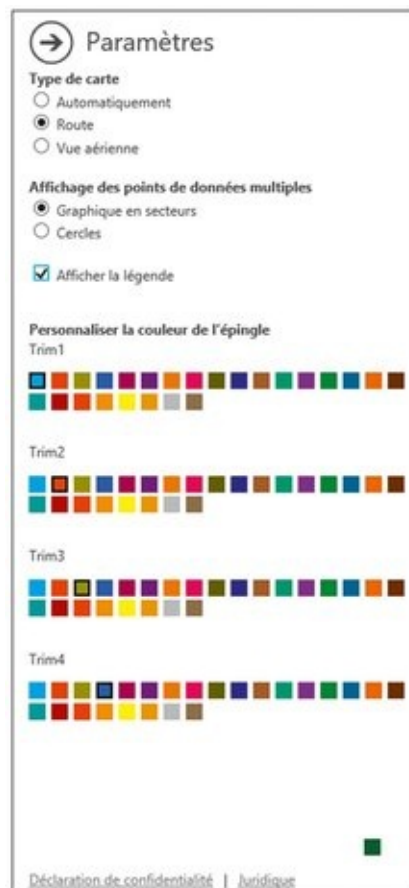 Paramètres
Type de carte
Automatiquement
Route
Vue aérienne
Affichage des points de données multiples
Graphique en secteurs
Cercles
Afficher la légende
Personnaliser la couleur de l'épingle
Trim1
Trim2
Trim3
Trim4
Déclaration de confidentialité | Juridique